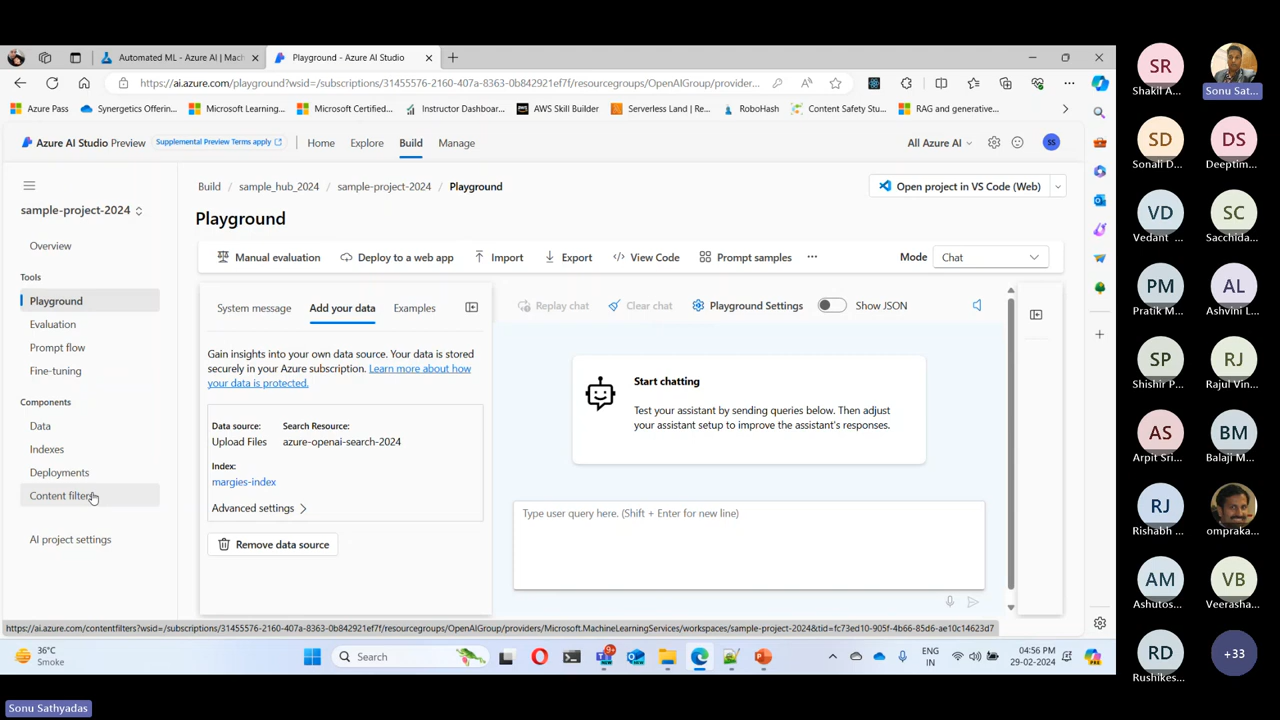 Automated ML - Azure AI | Mach
Playground - Azure AI Studio
https://ai.azure.com/playground?wsid=/subscriptions/31455576-2160-407a-8363-0b842921ef7f/resourcegroups/OpenAIGroup/provider...
Azure Pass
Synergetics Offerin...
Microsoft Learning...
Microsoft Certified...
Instructor Dashboar...
AWS Skill Builder
Serverless Land | Re...
RoboHash
Content Safety Stu...
RAG and generative...
Azure AI Studio Preview
Supplemental Preview Terms apply
Home
Explore
Build
Manage
All Azure AI
SS
sample-project-2024
Overview
Tools
Playground
Evaluation
Prompt flow
Fine-tuning
Components
Data
Indexes
Deployments
Content filters
AI project settings
Build / sample_hub_2024 / sample-project-2024 / Playground
Open project in VS Code (Web)
Playground
Manual evaluation
Deploy to a web app
Import
Export
View Code
Prompt samples
...
Mode
Chat
System message
Add your data
Examples
Gain insights into your own data source. Your data is stored
securely in your Azure subscription. Learn more about how
your data is protected.
Data source:
Search Resource:
Upload Files
azure-openai-search-2024
Index:
margies-index
Advanced settings
Remove data source
Replay chat
Clear chat
Playground Settings
Show JSON
Start chatting
Test your assistant by sending queries below. Then adjust
your assistant setup to improve the assistant's responses.
Type user query here. (Shift + Enter for new line)
https://ai.azure.com/contentfilters?wsid=/subscriptions/31455576-2160-407a-8363-0b842921ef7f/resourcegroups/OpenAIGroup/providers/Microsoft.MachineLearningServices/workspaces/sample-project-2024&tid=fc73ed10-905f-4b66-85d6-ae10c14623d7
36°C
Smoke
Search
9+
ENG
IN
04:56 PM
29-02-2024
SR
Shakil A...
Sonu Sat...
SD
Sonali D...
DS
Deeptim...
VD
Vedant ...
SC
Sacchida...
PM
Pratik M...
AL
Ashvini L...
SP
Shishir P...
RJ
Rajul Vin...
AS
Arpit Sri...
BM
Balaji M...
RJ
Rishabh ...
ompraka...
AM
Ashutos...
VB
Veerasha...
RD
Rushikes...
+33
Sonu Sathyadas